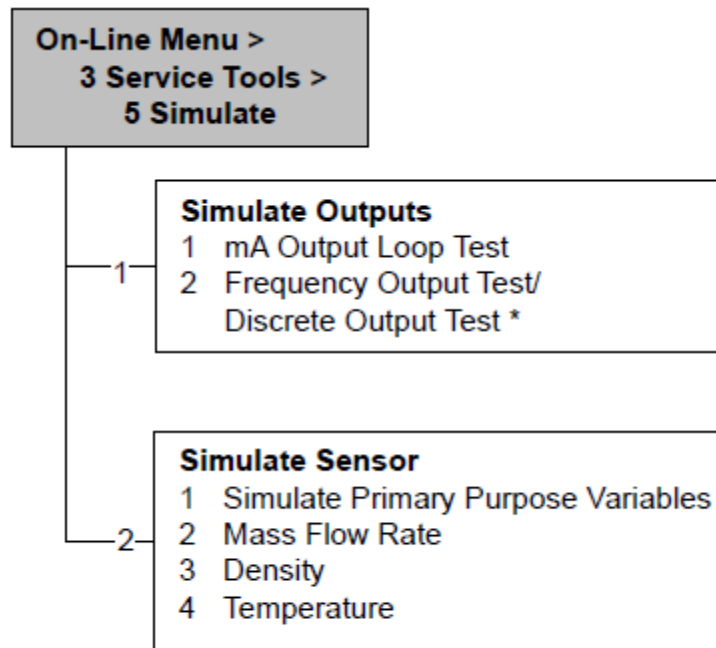 On-Line Menu >
3 Service Tools >
5 Simulate
1
Simulate Outputs
1 mA Output Loop Test
2 Frequency Output Test/
Discrete Output Test *
2
Simulate Sensor
1 Simulate Primary Purpose Variables
2 Mass Flow Rate
3 Density
4 Temperature